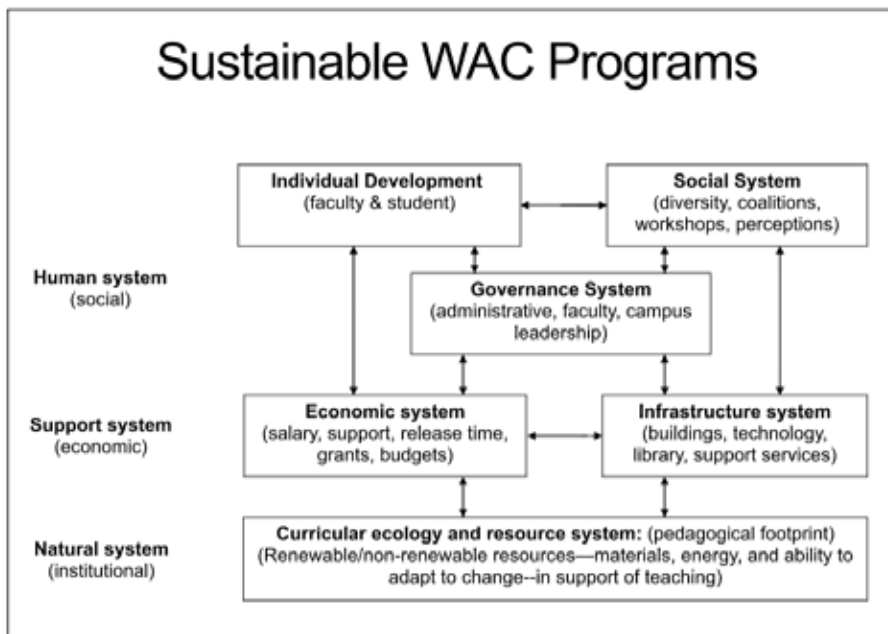 Sustainable WAC Programs
Individual Development
(faculty & student)
Social System
(diversity, coalitions,
workshops, perceptions)
Human system
(social)
Governance System
(administrative, faculty, campus
leadership)
Support system
(economic)
Economic system
(salary, support, release time,
grants, budgets)
Infrastructure system
(buildings, technology,
library, support services)
Natural system
(institutional)
Curricular ecology and resource system: (pedagogical footprint)
(Renewable/non-renewable resources—materials, energy, and ability to
adapt to change--in support of teaching)